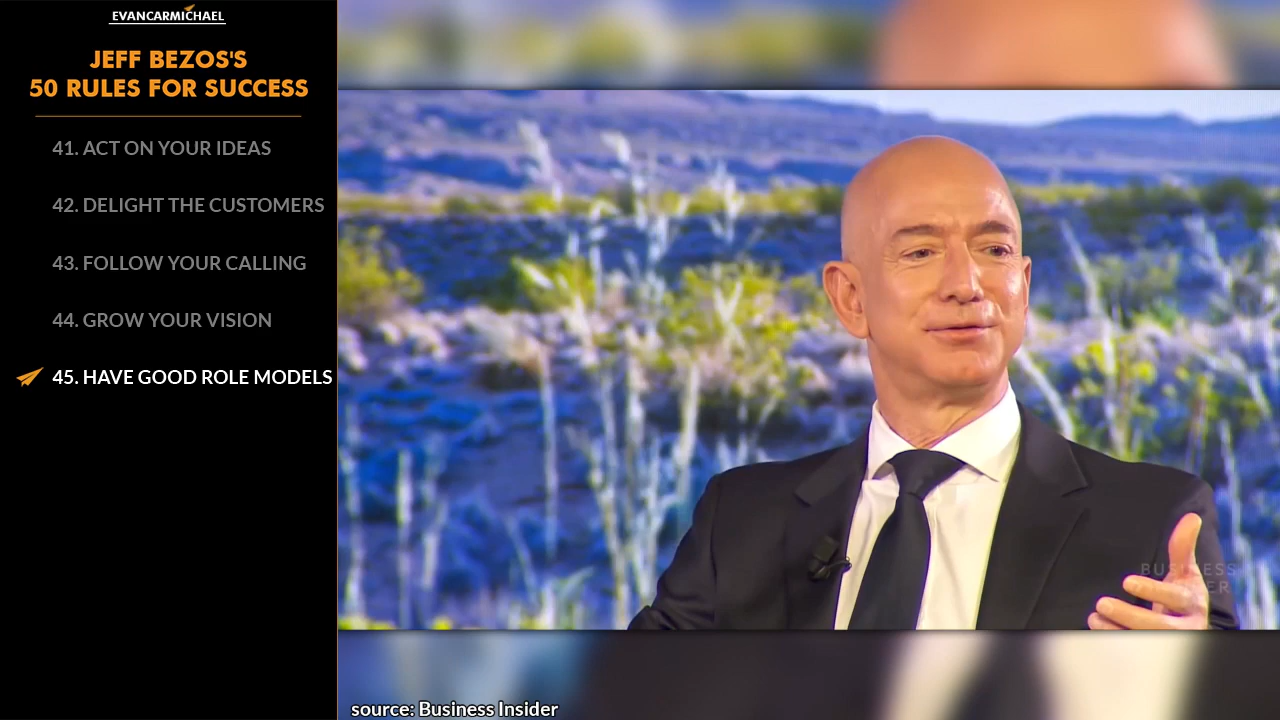 EVANCARMICHAEL
JEFF BEZOS'S
50 RULES FOR SUCCESS
41. ACT ON YOUR IDEAS
42. DELIGHT THE CUSTOMERS
43. FOLLOW YOUR CALLING
44. GROW YOUR VISION
45. HAVE GOOD ROLE MODELS
source: Business Insider